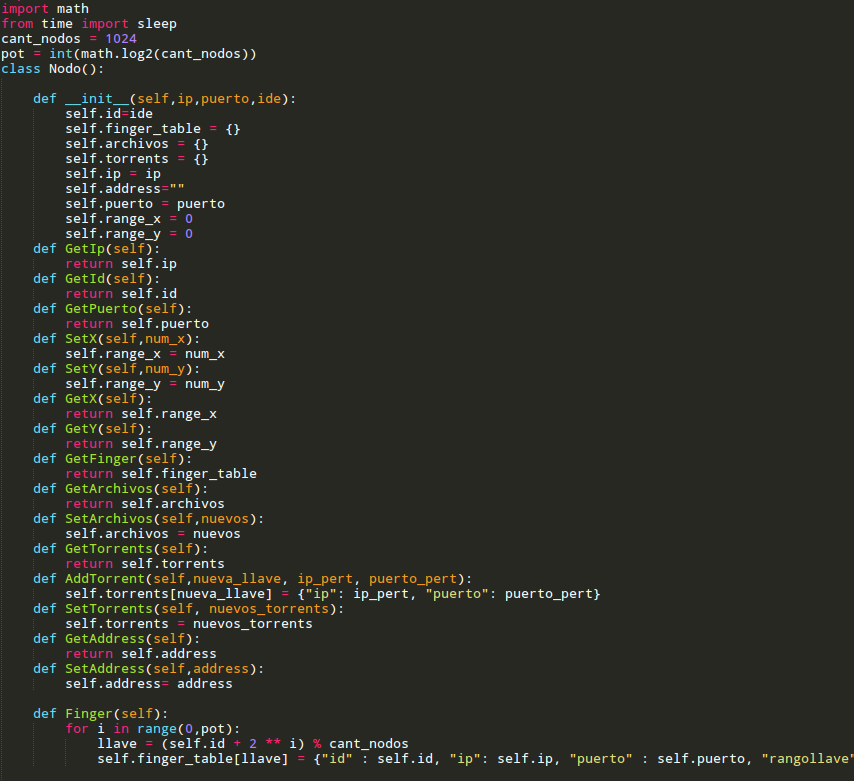 import math
from time import sleep
cant_nodos = 1024
pot = int(math.log2(cant_nodos))
class Nodo():
    def __init__(self,ip,puerto,ide):
        self.id=ide
        self.finger_table = {}
        self.archivos = {}
        self.torrents = {}
        self.ip = ip
        self.address=""
        self.puerto = puerto
        self.range_x = 0
        self.range_y = 0
    def GetIp(self):
        return self.ip
    def GetId(self):
        return self.id
    def GetPuerto(self):
        return self.puerto
    def SetX(self,num_x):
        self.range_x = num_x
    def SetY(self,num_y):
        self.range_y = num_y
    def GetX(self):
        return self.range_x
    def GetY(self):
        return self.range_y
    def GetFinger(self):
        return self.finger_table
    def GetArchivos(self):
        return self.archivos
    def SetArchivos(self,nuevos):
        self.archivos = nuevos
    def GetTorrents(self):
        return self.torrents
    def AddTorrent(self,nueva_llave, ip_pert, puerto_pert):
        self.torrents[nueva_llave] = {"ip": ip_pert, "puerto": puerto_pert}
    def SetTorrents(self, nuevos_torrents):
        self.torrents = nuevos_torrents
    def GetAddress(self):
        return self.address
    def SetAddress(self,address):
        self.address= address
    def Finger(self):
        for i in range(0,pot):
            llave = (self.id + 2 ** i) % cant_nodos
            self.finger_table[llave] = {"id" : self.id, "ip": self.ip, "puerto" : self.puerto, "rangollave"